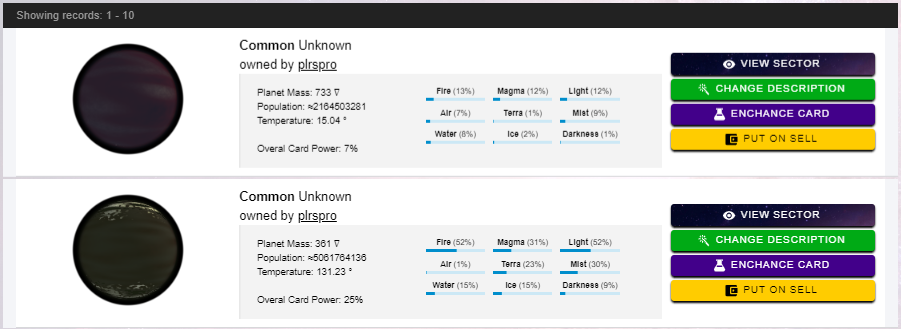 Showing records: 1 - 10
Common Unknown
owned by plrspro
Planet Mass: 733 ∇
Population: ≈2164503281
Temperature: 15.04 °
Overal Card Power: 7%
Fire (13%) Magma (12%) Light (12%)
Air (7%) Terra (1%) Mist (9%)
Water (8%) Ice (2%) Darkness (1%)
VIEW SECTOR
CHANGE DESCRIPTION
ENCHANCE CARD
PUT ON SELL
Common Unknown
owned by plrspro
Planet Mass: 361 ∇
Population: ≈5061764136
Temperature: 131.23 °
Overal Card Power: 25%
Fire (52%) Magma (31%) Light (52%)
Air (1%) Terra (23%) Mist (30%)
Water (15%) Ice (15%) Darkness (9%)
VIEW SECTOR
CHANGE DESCRIPTION
ENCHANCE CARD
PUT ON SELL